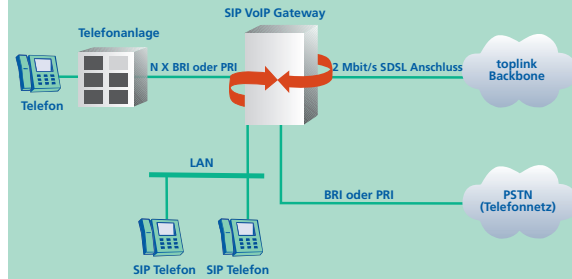 SIP VoIP Gateway
Telefonanlage
N X BRI oder PRI
2 Mbit/s SDSL Anschluss
toplink
Backbone
Telefon
LAN
BRI oder PRI
PSTN
(Telefonnetz)
SIP Telefon
SIP Telefon